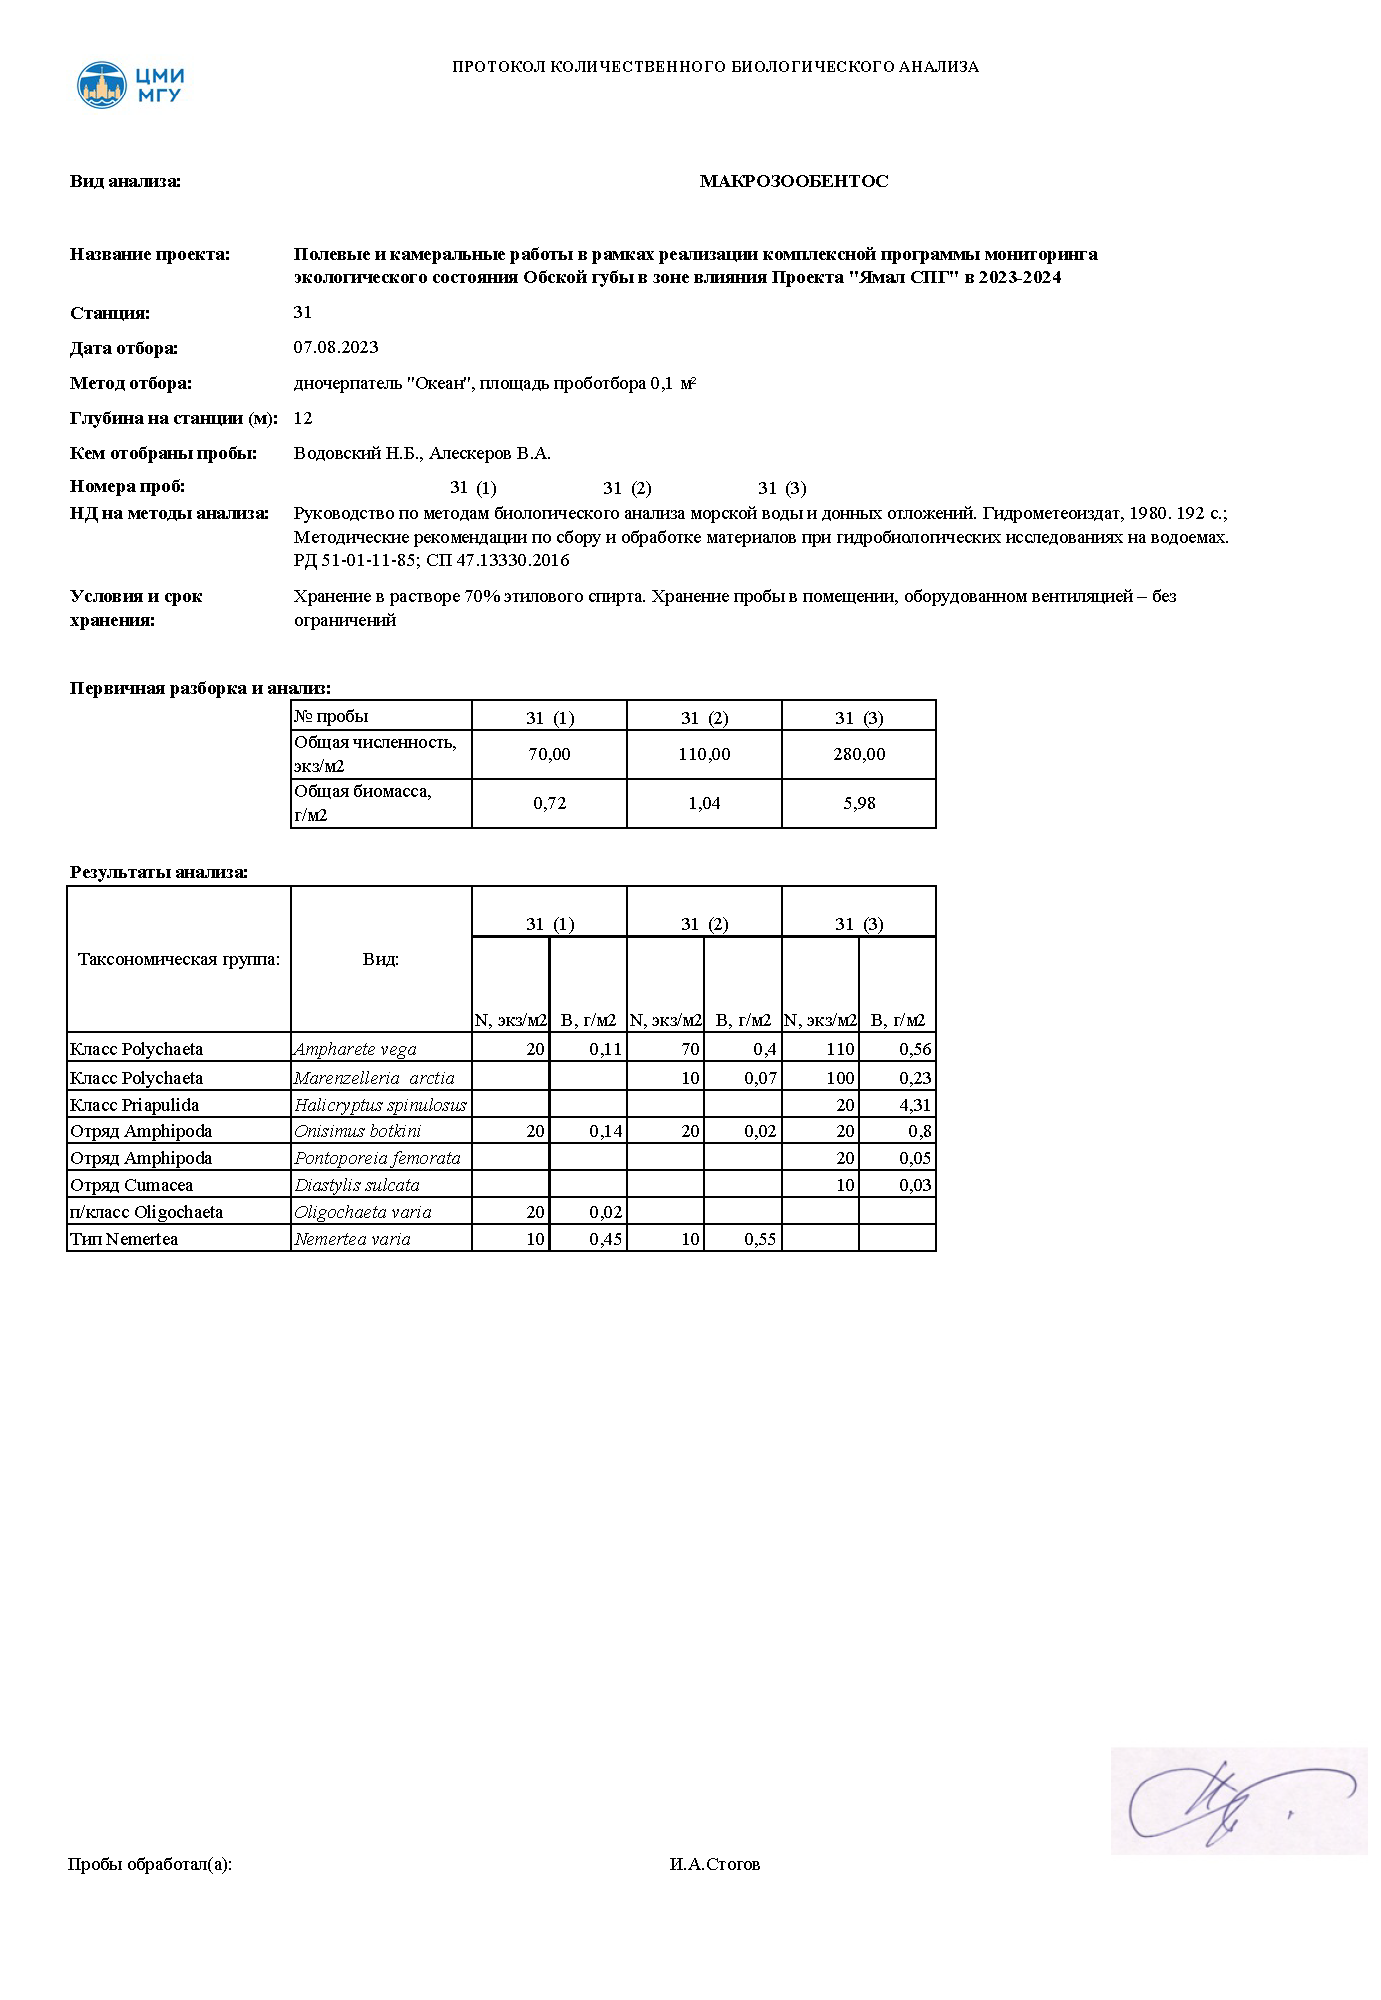 ЦМИ
МГУ
ПРОТОКОЛ КОЛИЧЕСТВЕННОГО БИОЛОГИЧЕСКОГО АНАЛИЗА
Вид анализа: МАКРОЗООБЕНТОС
Название проекта: Полевые и камеральные работы в рамках реализации комплексной программы мониторинга
экологического состояния Обской губы в зоне влияния Проекта "Ямал СПГ" в 2023-2024
Станция: 31
Дата отбора: 07.08.2023
Метод отбора: дночерпатель "Океан", площадь проботбора 0,1 м²
Глубина на станции (м): 12
Кем отобраны пробы: Водовский Н.Б., Алескеров В.А.
Номера проб: 31 (1) 31 (2) 31 (3)
НД на методы анализа: Руководство по методам биологического анализа морской воды и донных отложений. Гидрометеоиздат, 1980. 192 с.;
Методические рекомендации по сбору и обработке материалов при гидробиологических исследованиях на водоемах.
РД 51-01-11-85; СП 47.13330.2016
Условия и срок Хранение в растворе 70% этилового спирта. Хранение пробы в помещении, оборудованном вентиляцией – без
хранения: ограничений
Первичная разборка и анализ:
№ пробы 31 (1) 31 (2) 31 (3)
Общая численность,
экз/м2 70,00 110,00 280,00
Общая биомасса,
г/м2 0,72 1,04 5,98
Результаты анализа:
Таксономическая группа: Вид: 31 (1) 31 (2) 31 (3)
N, экз/м2 B, г/м2 N, экз/м2 B, г/м2 N, экз/м2 B, г/м2
Класс Polychaeta Ampharete vega 20 0,11 70 0,4 110 0,56
Класс Polychaeta Marenzelleria arctia 10 0,07 100 0,23
Класс Priapulida Halicryptus spinulosus 20 4,31
Отряд Amphipoda Onisimus botkini 20 0,14 20 0,02 20 0,8
Отряд Amphipoda Pontoporeia femorata 20 0,05
Отряд Cumacea Diastylis sulcata 10 0,03
п/класс Oligochaeta Oligochaeta varia 20 0,02
Тип Nemertea Nemertea varia 10 0,45 10 0,55
Пробы обработал(а): И.А.Стогов